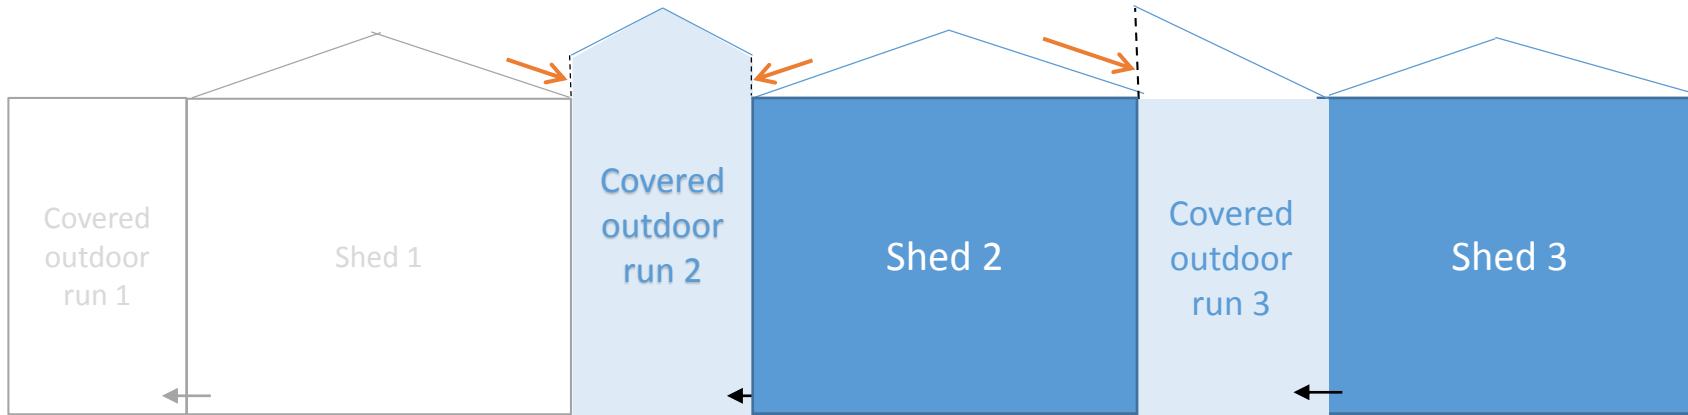 Covered
outdoor
run 1
Shed 1
Covered
outdoor
run 2
Shed 2
Covered
outdoor
run 3
Shed 3